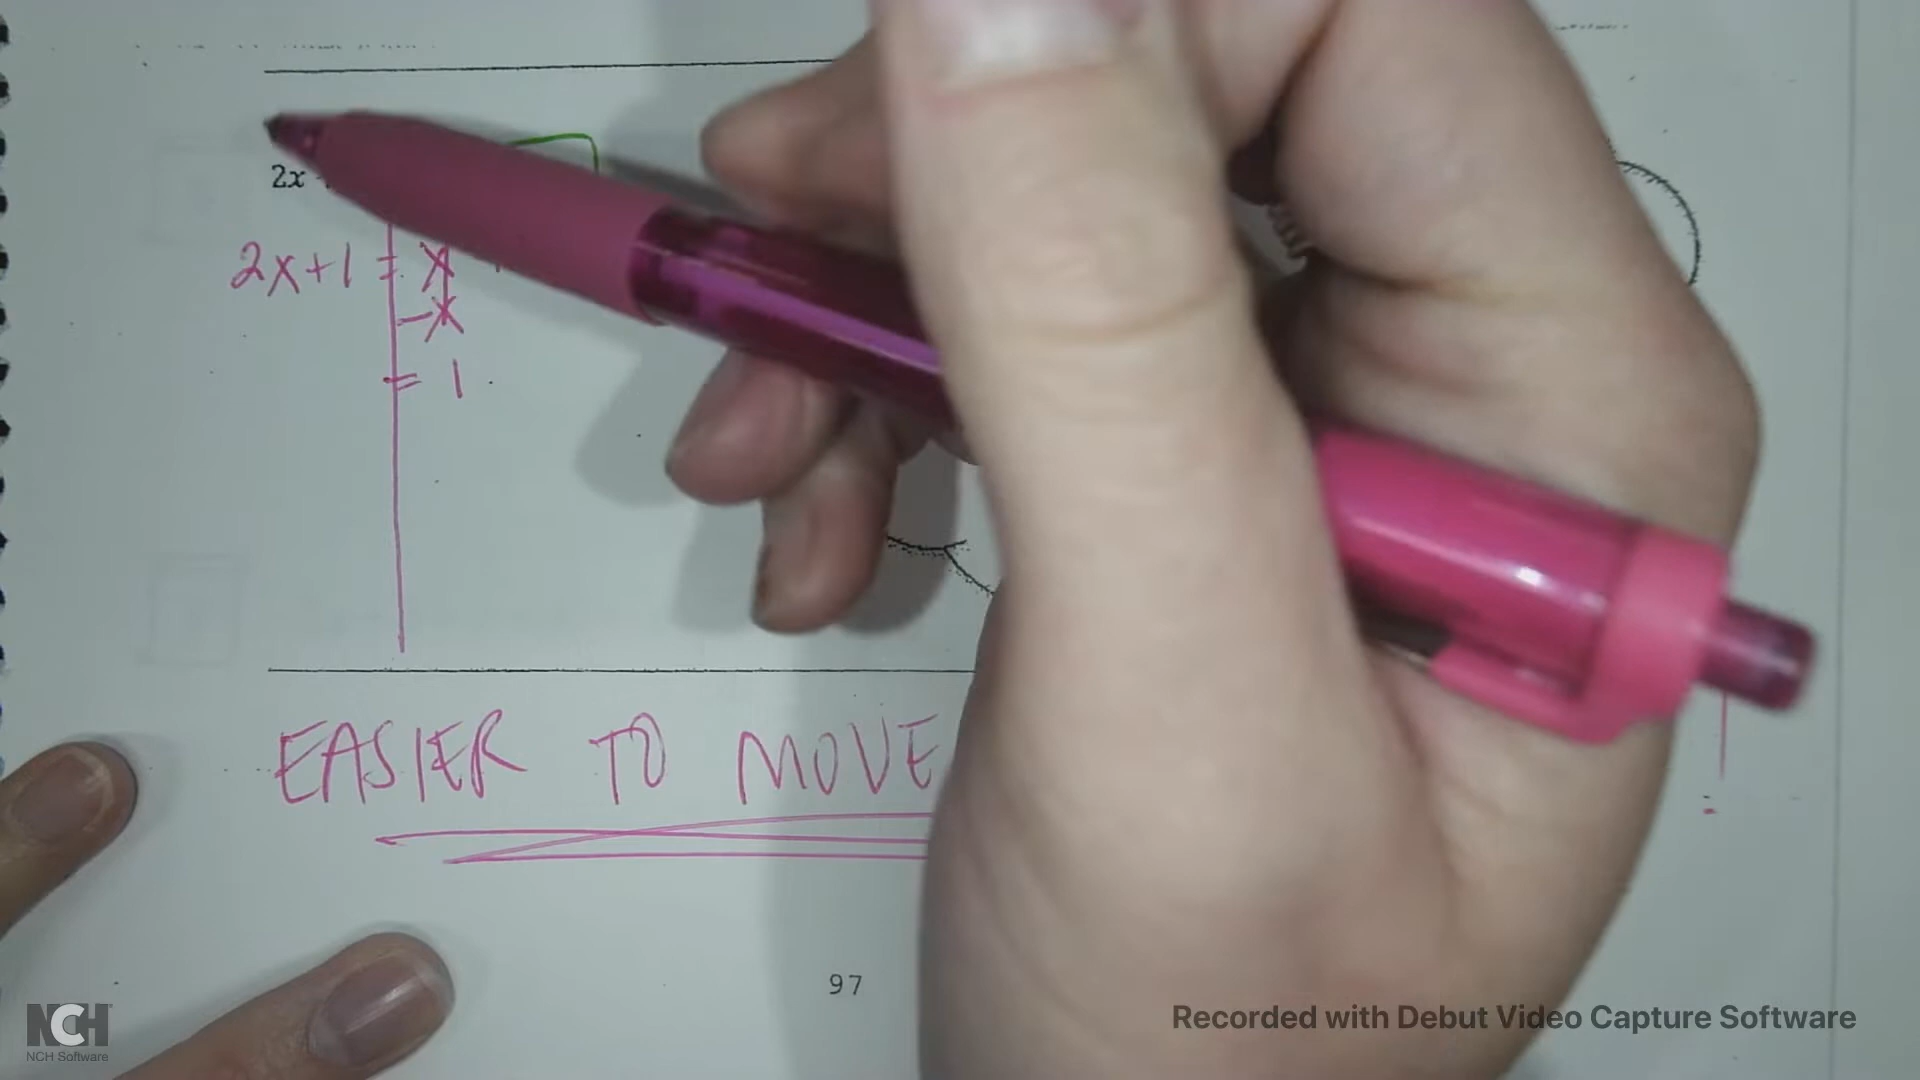 2x
2x+1 = x
-x
= 1
EASIER TO MOVE
97
NCH
NCH Software
Recorded with Debut Video Capture Software